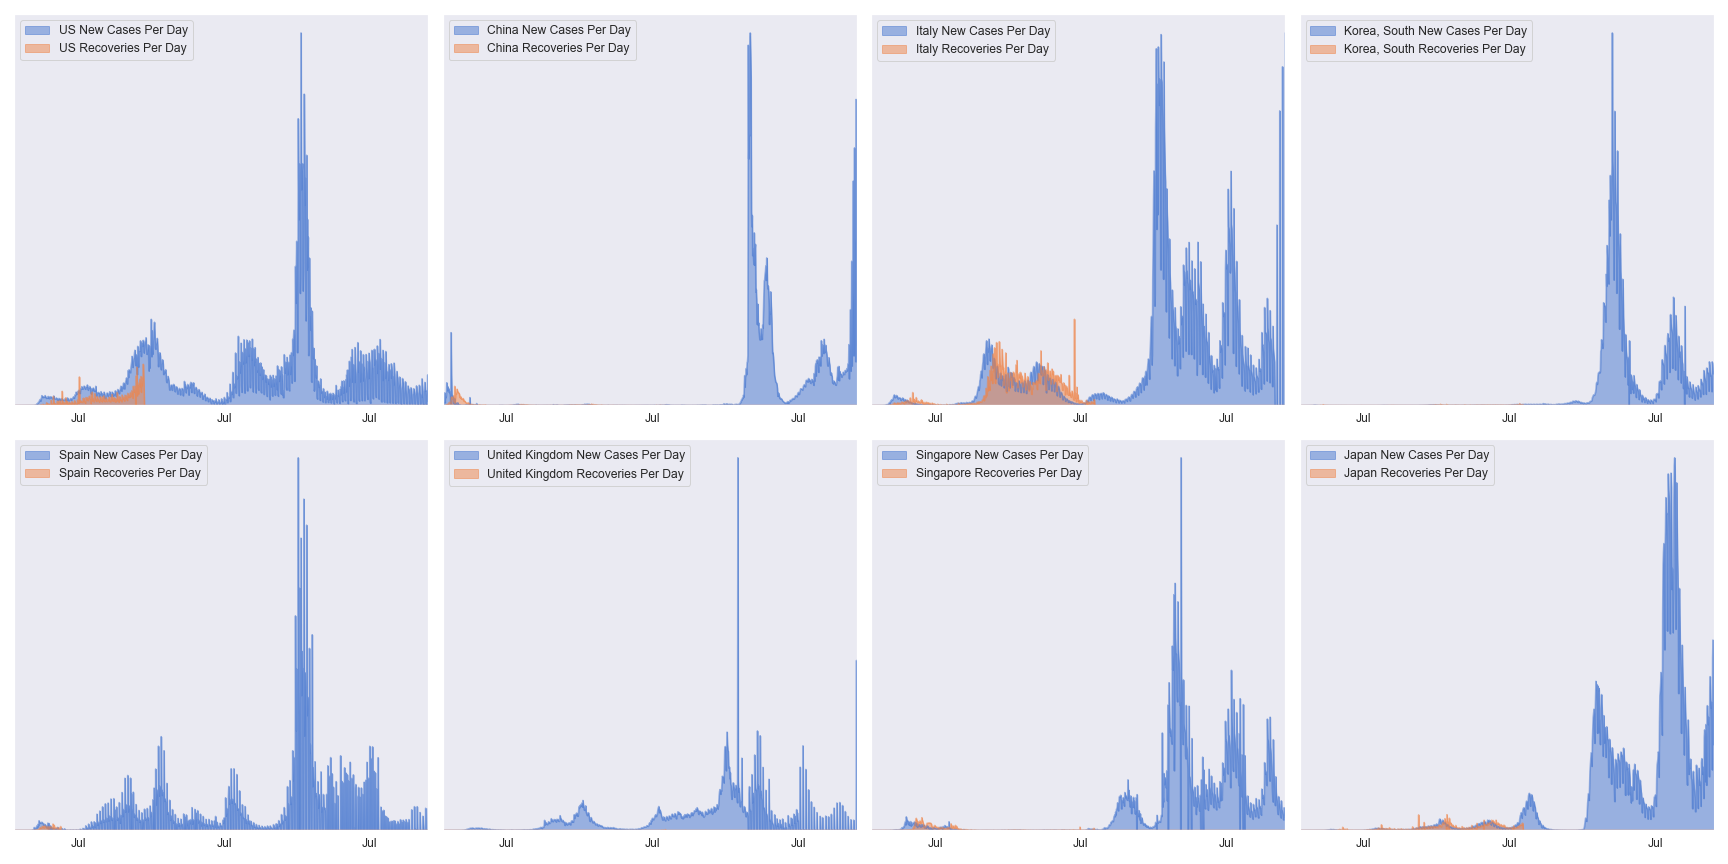 US New Cases Per Day
US Recoveries Per Day
Jul Jul Jul
China New Cases Per Day
China Recoveries Per Day
Jul Jul Jul
Italy New Cases Per Day
Italy Recoveries Per Day
Jul Jul Jul
Korea, South New Cases Per Day
Korea, South Recoveries Per Day
Jul Jul Jul
Spain New Cases Per Day
Spain Recoveries Per Day
Jul Jul Jul
United Kingdom New Cases Per Day
United Kingdom Recoveries Per Day
Jul Jul Jul
Singapore New Cases Per Day
Singapore Recoveries Per Day
Jul Jul Jul
Japan New Cases Per Day
Japan Recoveries Per Day
Jul Jul Jul